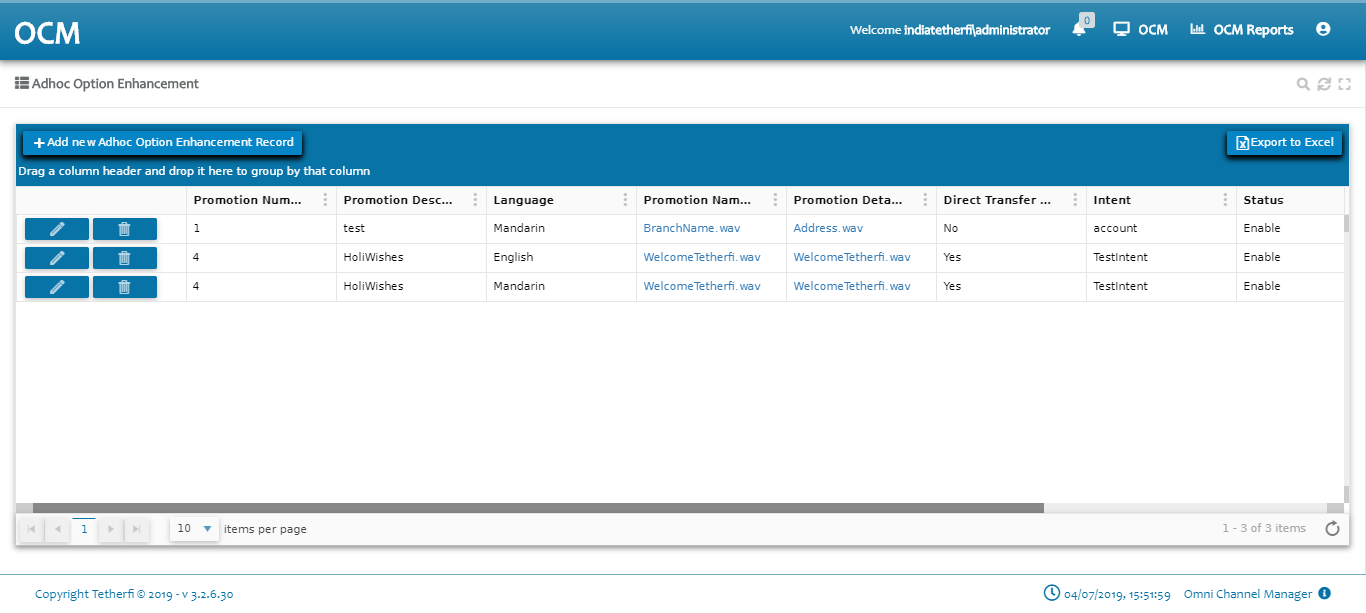 OCM
Welcome indiatetherfi\administrator
0
OCM
OCM Reports
Adhoc Option Enhancement
Add new Adhoc Option Enhancement Record
Export to Excel
Drag a column header and drop it here to group by that column
Promotion Num... Promotion Desc... Language Promotion Nam... Promotion Deta... Direct Transfer ... Intent Status
1 test Mandarin BranchName.wav Address.wav No account Enable
4 HoliWishes English WelcomeTetherfi.wav WelcomeTetherfi.wav Yes TestIntent Enable
4 HoliWishes Mandarin WelcomeTetherfi.wav WelcomeTetherfi.wav Yes TestIntent Enable
1 10 items per page 1 - 3 of 3 items
Copyright Tetherfi © 2019 - v 3.2.6.30 04/07/2019, 15:51:59 Omni Channel Manager